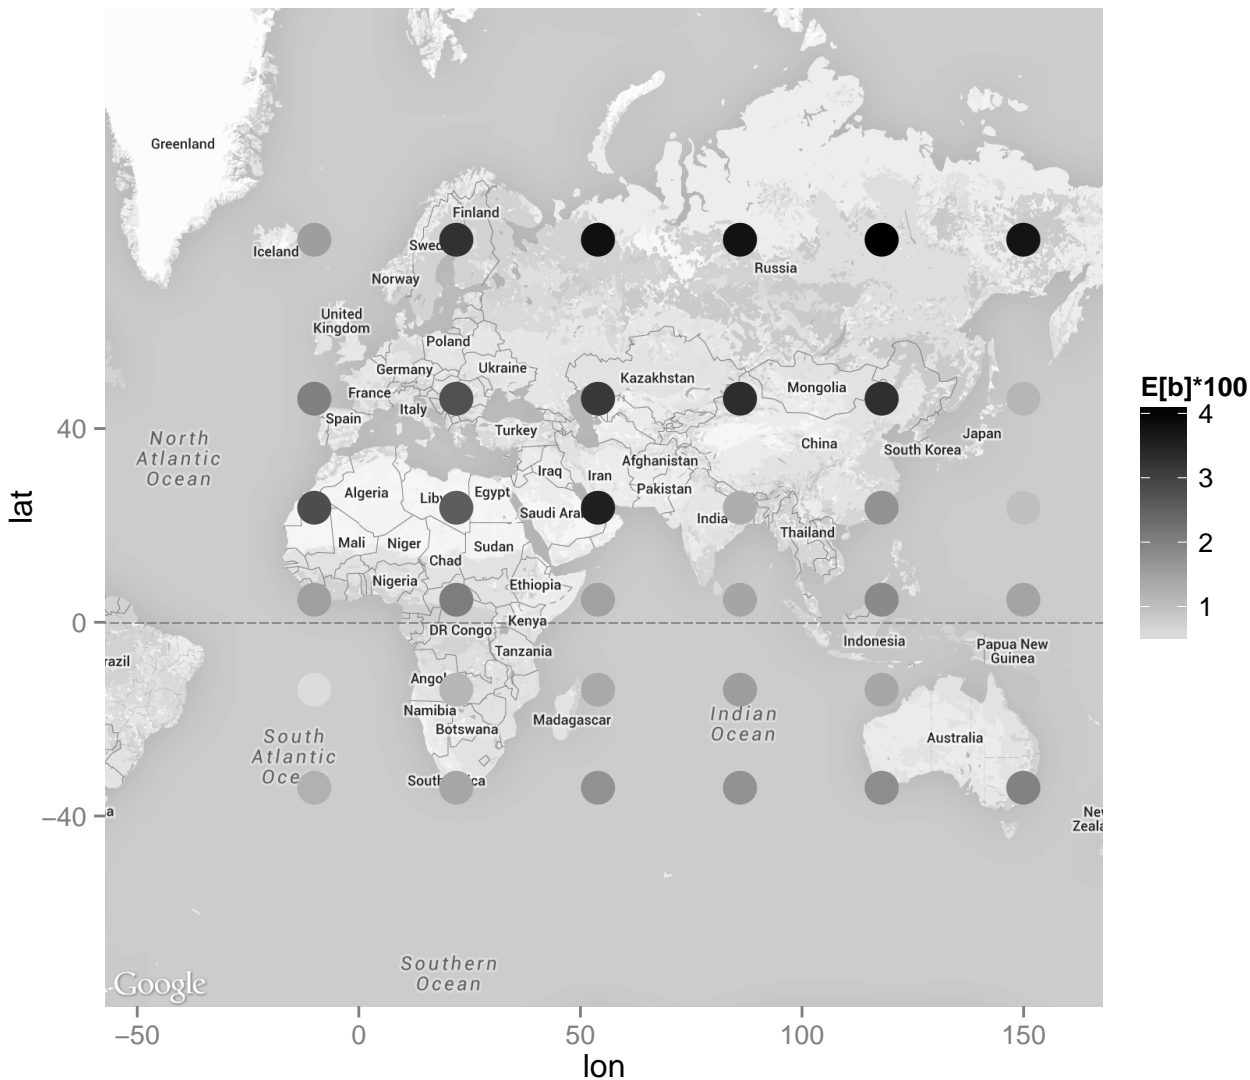 Greenland
Finland
Iceland
Swed
Norway
Russia
United
Kingdom
Poland
Germany
Ukraine
Kazakhstan
Mongolia
France
Italy
Spain
Turkey
China
Japan
South Korea
North
Atlantic
Ocean
Afghanistan
Iraq
Iran
Pakistan
Algeria
Liby
Egypt
Saudi Ara
India
Thailand
Mali
Niger
Sudan
Chad
Nigeria
Ethiopia
Kenya
DR Congo
Tanzania
Indonesia
Papua New
Guinea
razil
Angol
Namibia
Botswana
Madagascar
Indian
Ocean
Australia
South
Atlantic
Oce
South
ica
a
New
Zeala
Southern
Ocean
Google
40
0
−40
lat
−50
0
50
100
150
lon
E[b]*100
4
3
2
1